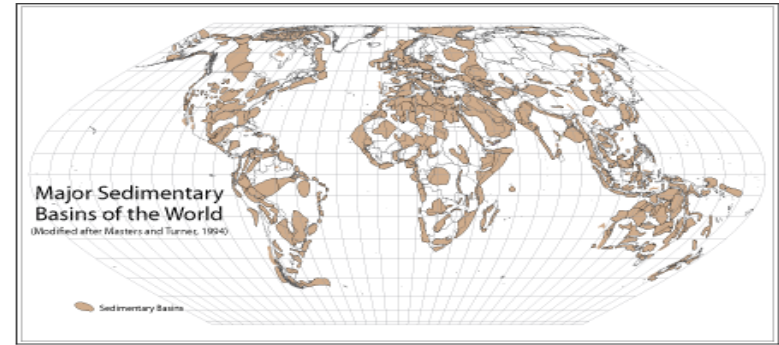 Major Sedimentary
Basins of the World
(Modified after Masters and Turner, 1994)
Sedimentary Basins